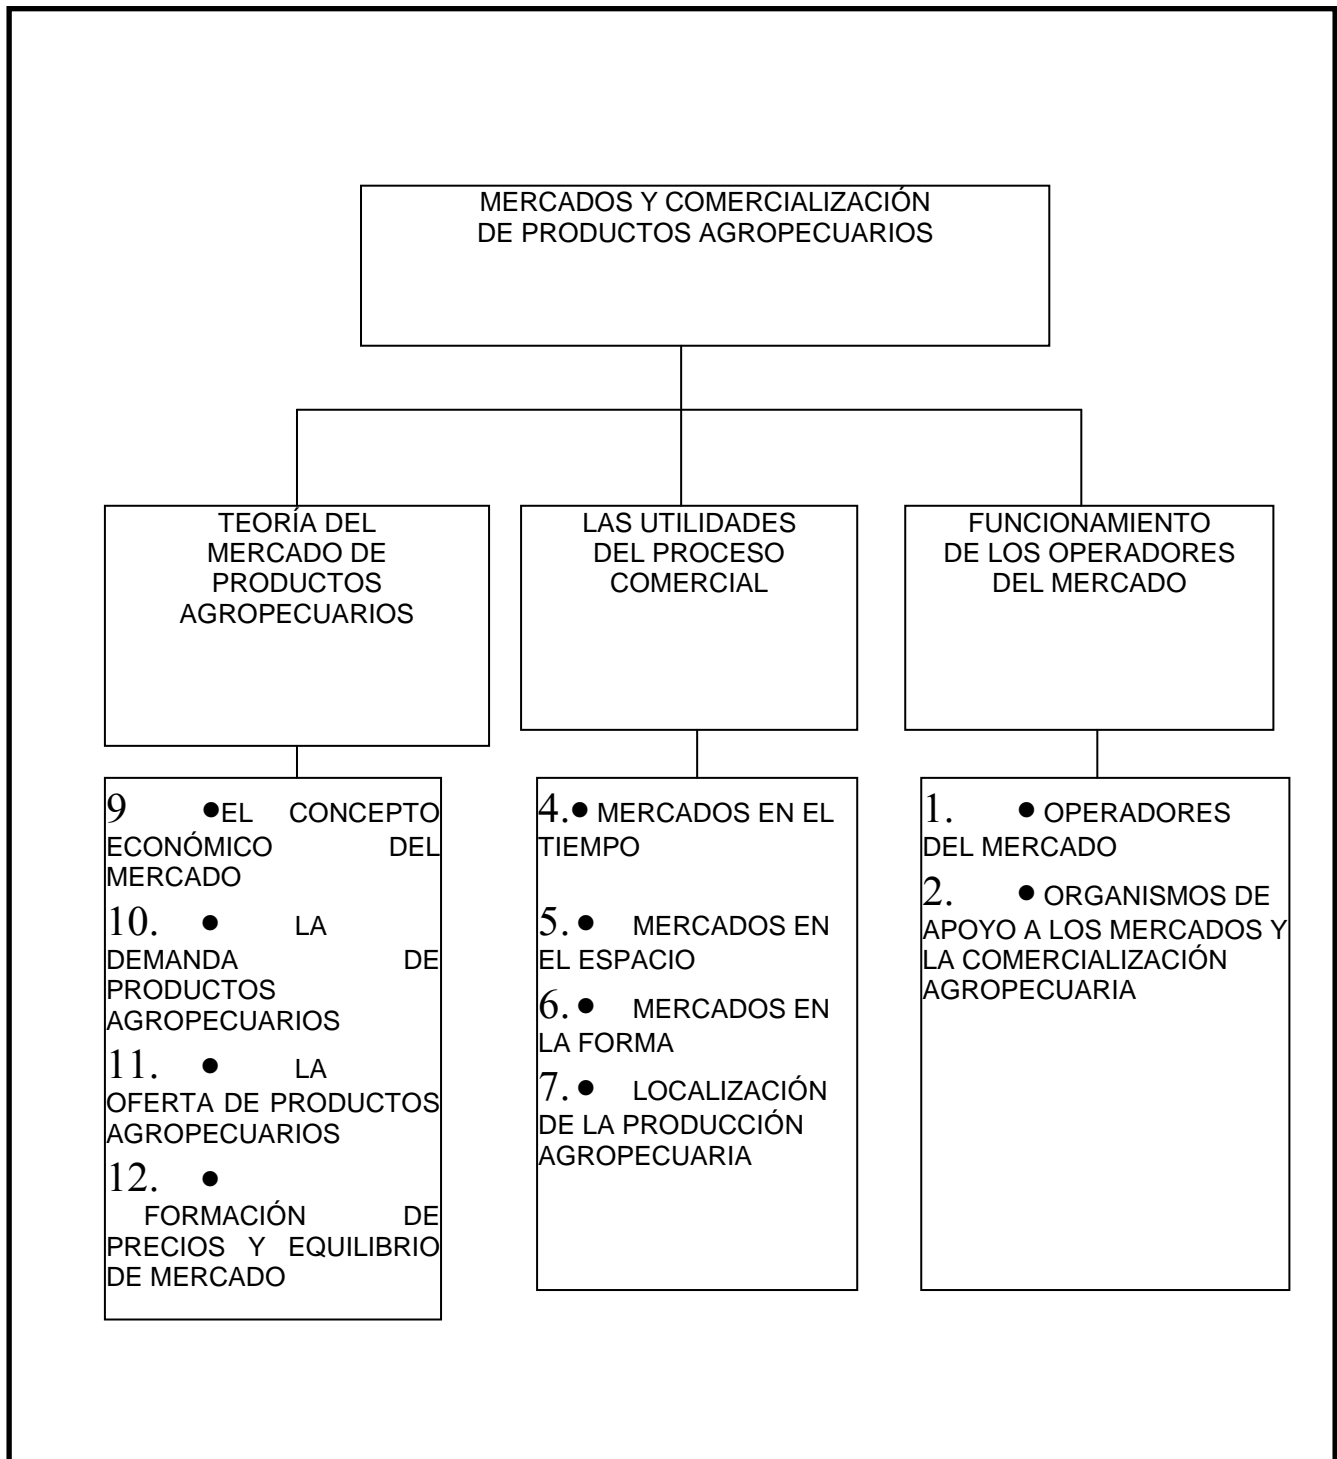 MERCADOS Y COMERCIALIZACIÓN
DE PRODUCTOS AGROPECUARIOS
TEORÍA DEL
MERCADO DE
PRODUCTOS
AGROPECUARIOS
LAS UTILIDADES
DEL PROCESO
COMERCIAL
FUNCIONAMIENTO
DE LOS OPERADORES
DEL MERCADO
9 •EL CONCEPTO
ECONÓMICO DEL
MERCADO
10. • LA
DEMANDA DE
PRODUCTOS
AGROPECUARIOS
11. • LA
OFERTA DE PRODUCTOS
AGROPECUARIOS
12. •
FORMACIÓN DE
PRECIOS Y EQUILIBRIO
DE MERCADO
4.• MERCADOS EN EL
TIEMPO
5.• MERCADOS EN
EL ESPACIO
6.• MERCADOS EN
LA FORMA
7.• LOCALIZACIÓN
DE LA PRODUCCIÓN
AGROPECUARIA
1. • OPERADORES
DEL MERCADO
2. • ORGANISMOS DE
APOYO A LOS MERCADOS Y
LA COMERCIALIZACIÓN
AGROPECUARIA